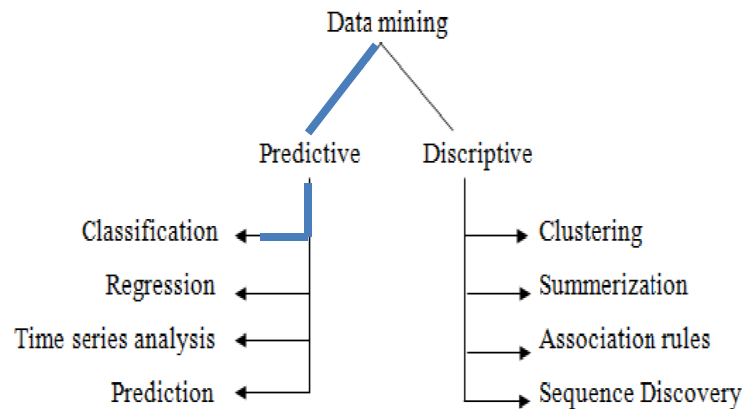 Data mining
Predictive
Discriptive
Classification
Regression
Time series analysis
Prediction
Clustering
Summerization
Association rules
Sequence Discovery